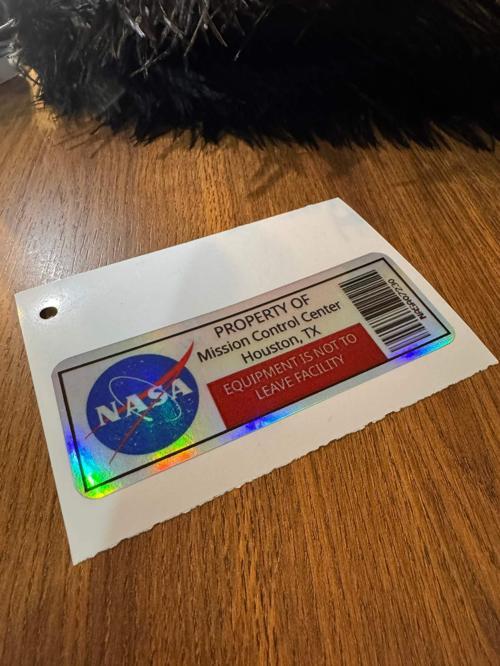 NASA
PROPERTY OF
Mission Control Center
Houston, TX
EQUIPMENT IS NOT TO
LEAVE FACILITY